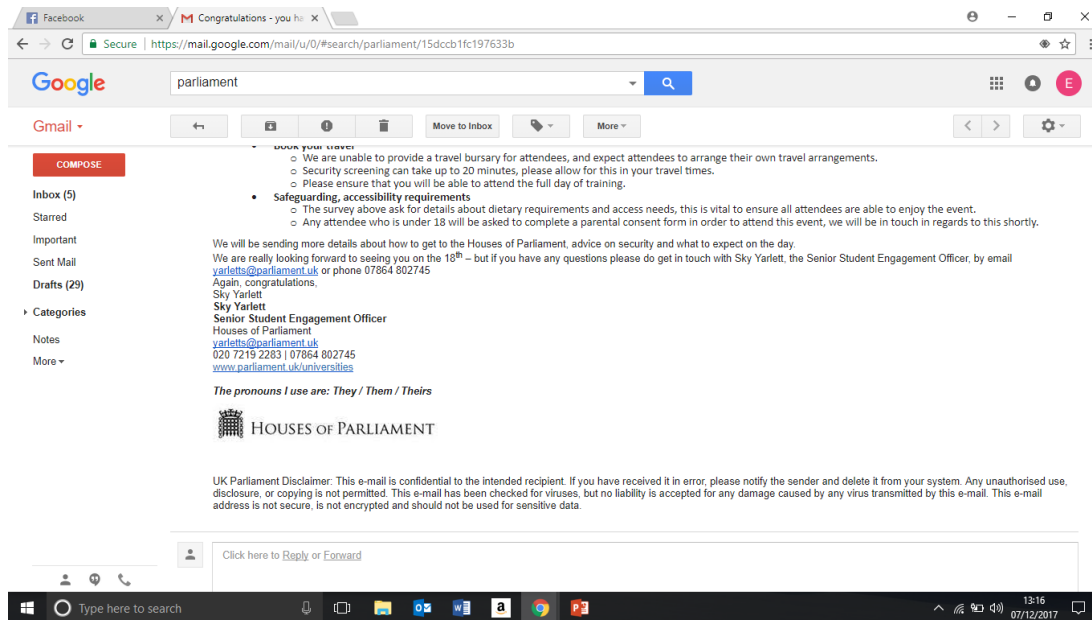 Facebook
Congratulations - you ha
Secure | https://mail.google.com/mail/u/0/#search/parliament/15dccb1fc197633b
Google
parliament
E
Gmail
Move to Inbox
More
COMPOSE
Inbox (5)
Starred
Important
Sent Mail
Drafts (29)
Categories
Notes
More
Book your travel
We are unable to provide a travel bursary for attendees, and expect attendees to arrange their own travel arrangements.
Security screening can take up to 20 minutes, please allow for this in your travel times.
Please ensure that you will be able to attend the full day of training.
Safeguarding, accessibility requirements
The survey above ask for details about dietary requirements and access needs, this is vital to ensure all attendees are able to enjoy the event.
Any attendee who is under 18 will be asked to complete a parental consent form in order to attend this event, we will be in touch in regards to this shortly.
We will be sending more details about how to get to the Houses of Parliament, advice on security and what to expect on the day.
We are really looking forward to seeing you on the 18th – but if you have any questions please do get in touch with Sky Yarlett, the Senior Student Engagement Officer, by email
yarletts@parliament.uk or phone 07864 802745
Again, congratulations,
Sky Yarlett
Sky Yarlett
Senior Student Engagement Officer
Houses of Parliament
yarletts@parliament.uk
020 7219 2283 | 07864 802745
www.parliament.uk/universities
The pronouns I use are: They / Them / Theirs
HOUSES OF PARLIAMENT
UK Parliament Disclaimer: This e-mail is confidential to the intended recipient. If you have received it in error, please notify the sender and delete it from your system. Any unauthorised use,
disclosure, or copying is not permitted. This e-mail has been checked for viruses, but no liability is accepted for any damage caused by any virus transmitted by this e-mail. This e-mail
address is not secure, is not encrypted and should not be used for sensitive data.
Click here to Reply or Forward
Type here to search
13:16
07/12/2017